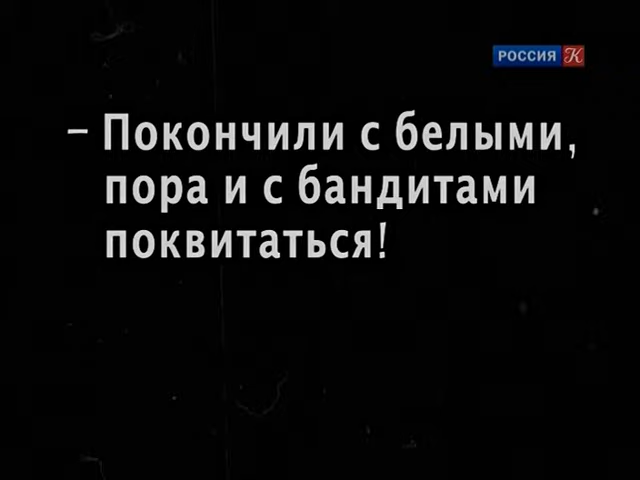 РОССИЯ К
– Покончили с белыми,
пора и с бандитами
поквитаться!